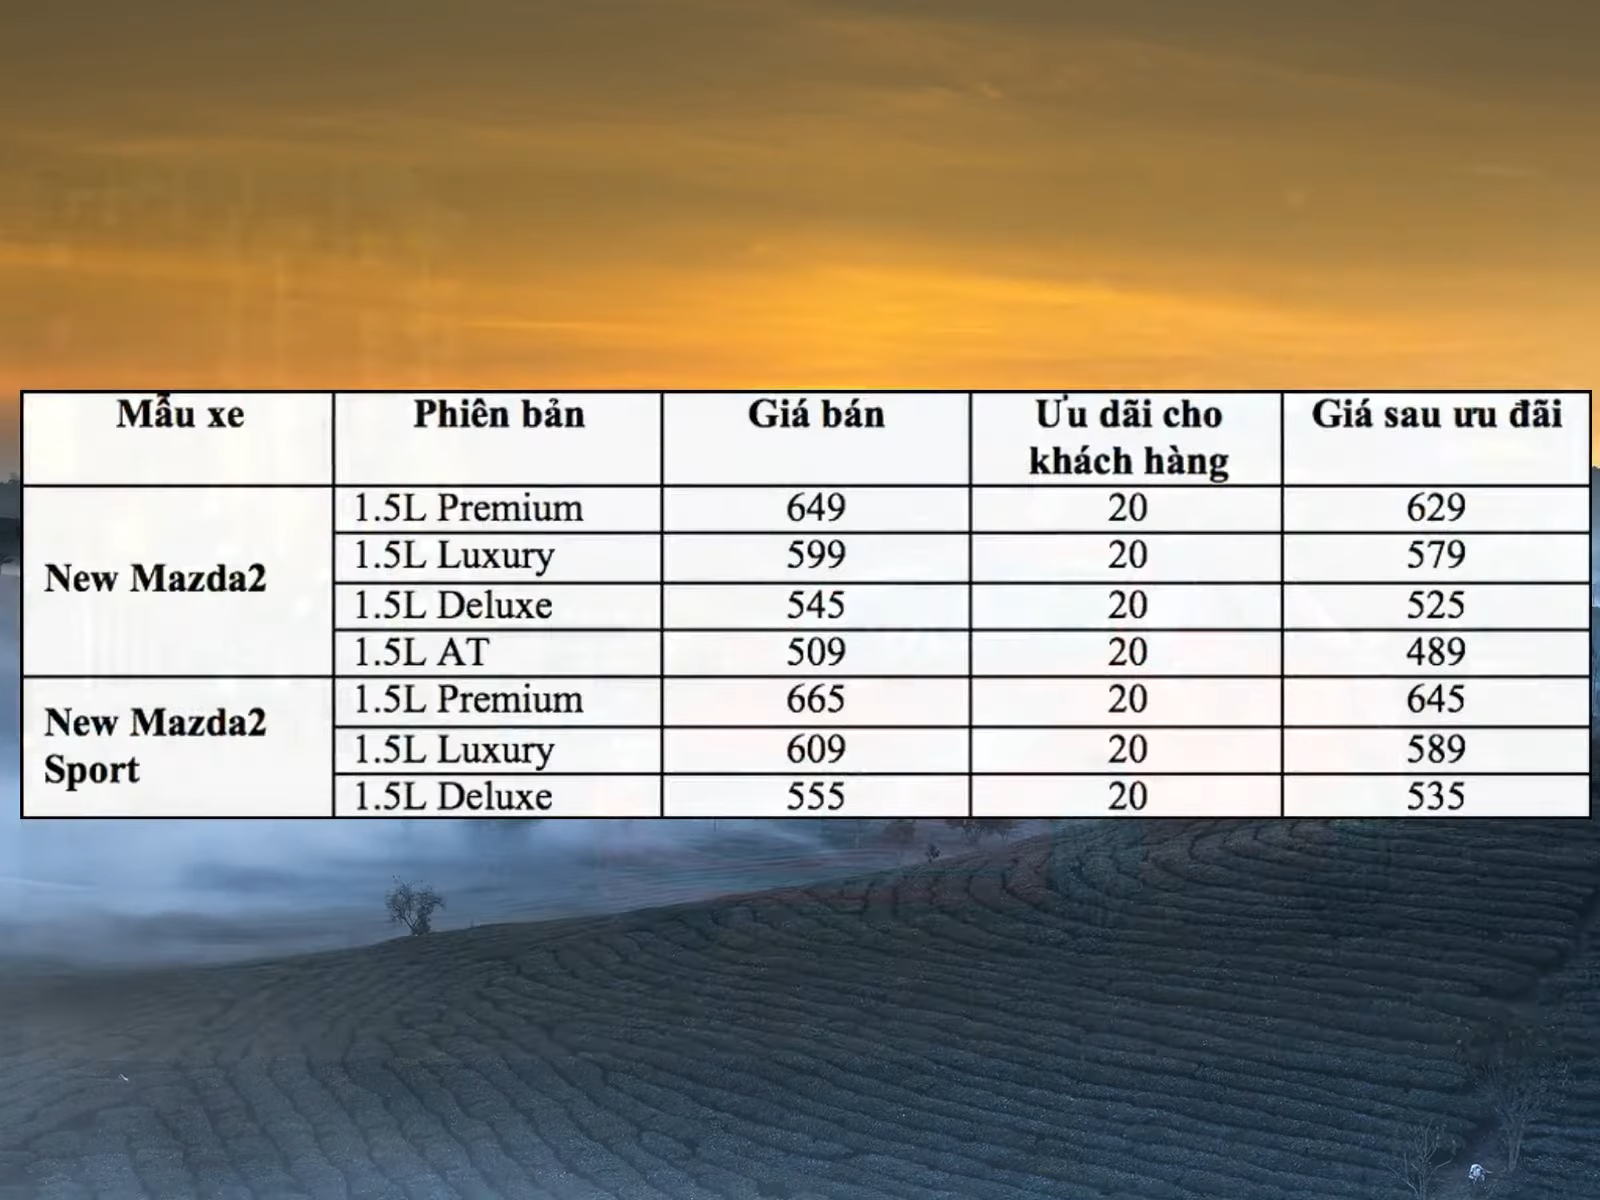 Mẫu xe Phiên bản Giá bán Ưu dãi cho khách hàng Giá sau ưu đãi
New Mazda2
1.5L Premium 649 20 629
1.5L Luxury 599 20 579
1.5L Deluxe 545 20 525
1.5L AT 509 20 489
New Mazda2 Sport
1.5L Premium 665 20 645
1.5L Luxury 609 20 589
1.5L Deluxe 555 20 535